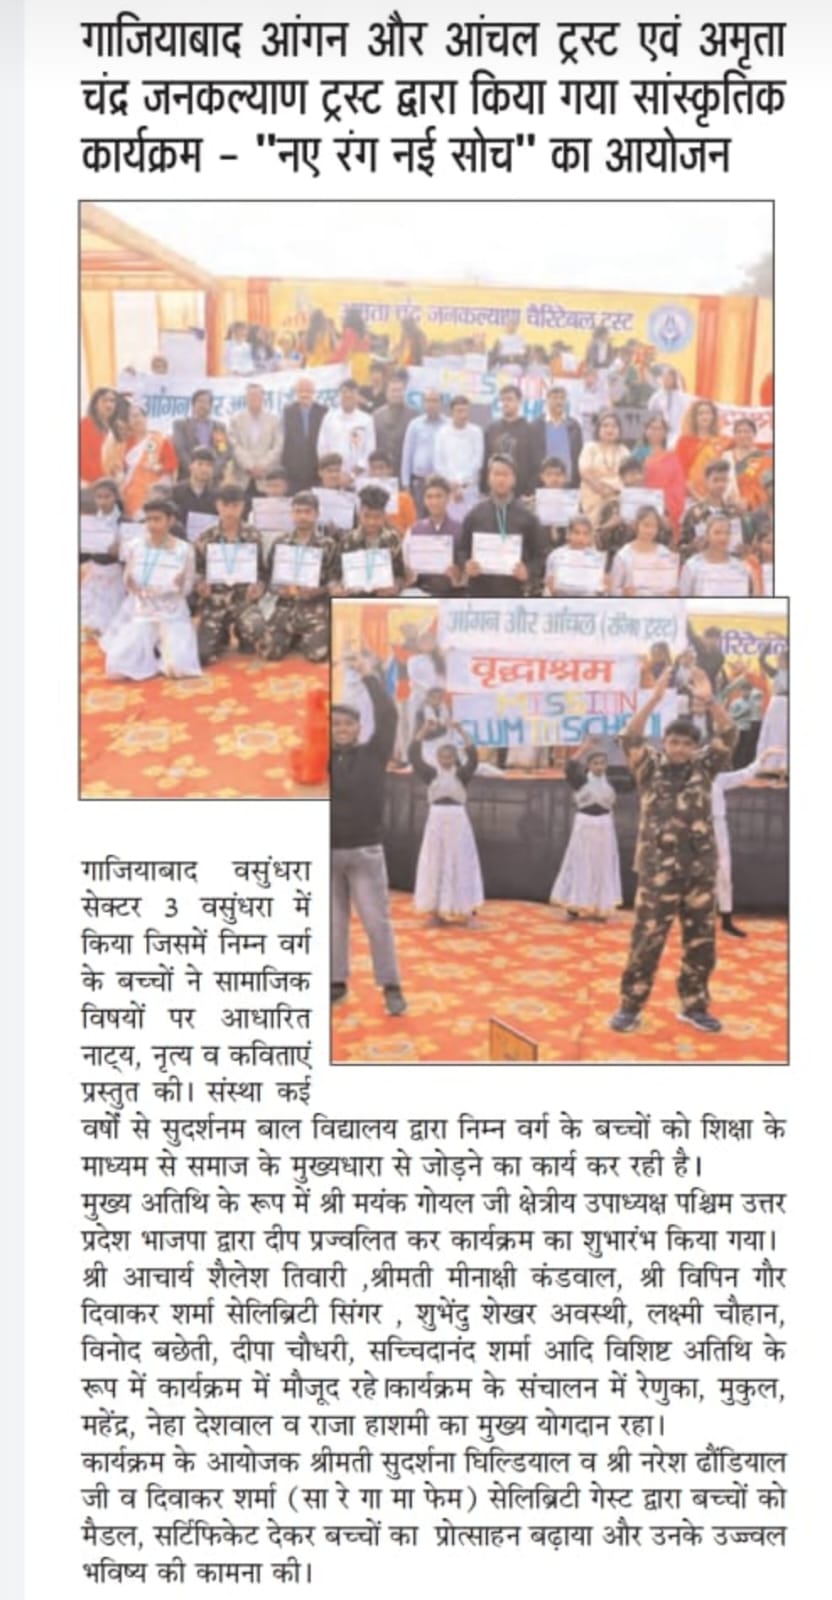 गाजियाबाद आंगन और आंचल ट्रस्ट एवं अमृता
चंद्र जनकल्याण ट्रस्ट द्वारा किया गया सांस्कृतिक
कार्यक्रम - "नए रंग नई सोच" का आयोजन
अमृता चंद्र जनकल्याण चैरिटेबल ट्रस्ट
आंगन और
आंगन और आंचल (सेवा ट्रस्ट)
रिटेबल
वृद्धाश्रम
MISSION
SLUM TO SCHOOL
गाजियाबाद वसुंधरा
सेक्टर 3 वसुंधरा में
किया जिसमें निम्न वर्ग
के बच्चों ने सामाजिक
विषयों पर आधारित
नाट्य, नृत्य व कविताएं
प्रस्तुत की। संस्था कई
वर्षों से सुदर्शनम बाल विद्यालय द्वारा निम्न वर्ग के बच्चों को शिक्षा के
माध्यम से समाज के मुख्यधारा से जोड़ने का कार्य कर रही है।
मुख्य अतिथि के रूप में श्री मयंक गोयल जी क्षेत्रीय उपाध्यक्ष पश्चिम उत्तर
प्रदेश भाजपा द्वारा दीप प्रज्वलित कर कार्यक्रम का शुभारंभ किया गया।
श्री आचार्य शैलेश तिवारी ,श्रीमती मीनाक्षी कंडवाल, श्री विपिन गौर
दिवाकर शर्मा सेलिब्रिटी सिंगर , शुभेंदु शेखर अवस्थी, लक्ष्मी चौहान,
विनोद बछेती, दीपा चौधरी, सच्चिदानंद शर्मा आदि विशिष्ट अतिथि के
रूप में कार्यक्रम में मौजूद रहे।कार्यक्रम के संचालन में रेणुका, मुकुल,
महेंद्र, नेहा देशवाल व राजा हाशमी का मुख्य योगदान रहा।
कार्यक्रम के आयोजक श्रीमती सुदर्शना घिल्डियाल व श्री नरेश ढौंडियाल
जी व दिवाकर शर्मा (सा रे गा मा फेम) सेलिब्रिटी गेस्ट द्वारा बच्चों को
मैडल, सर्टिफिकेट देकर बच्चों का प्रोत्साहन बढ़ाया और उनके उज्ज्वल
भविष्य की कामना की।